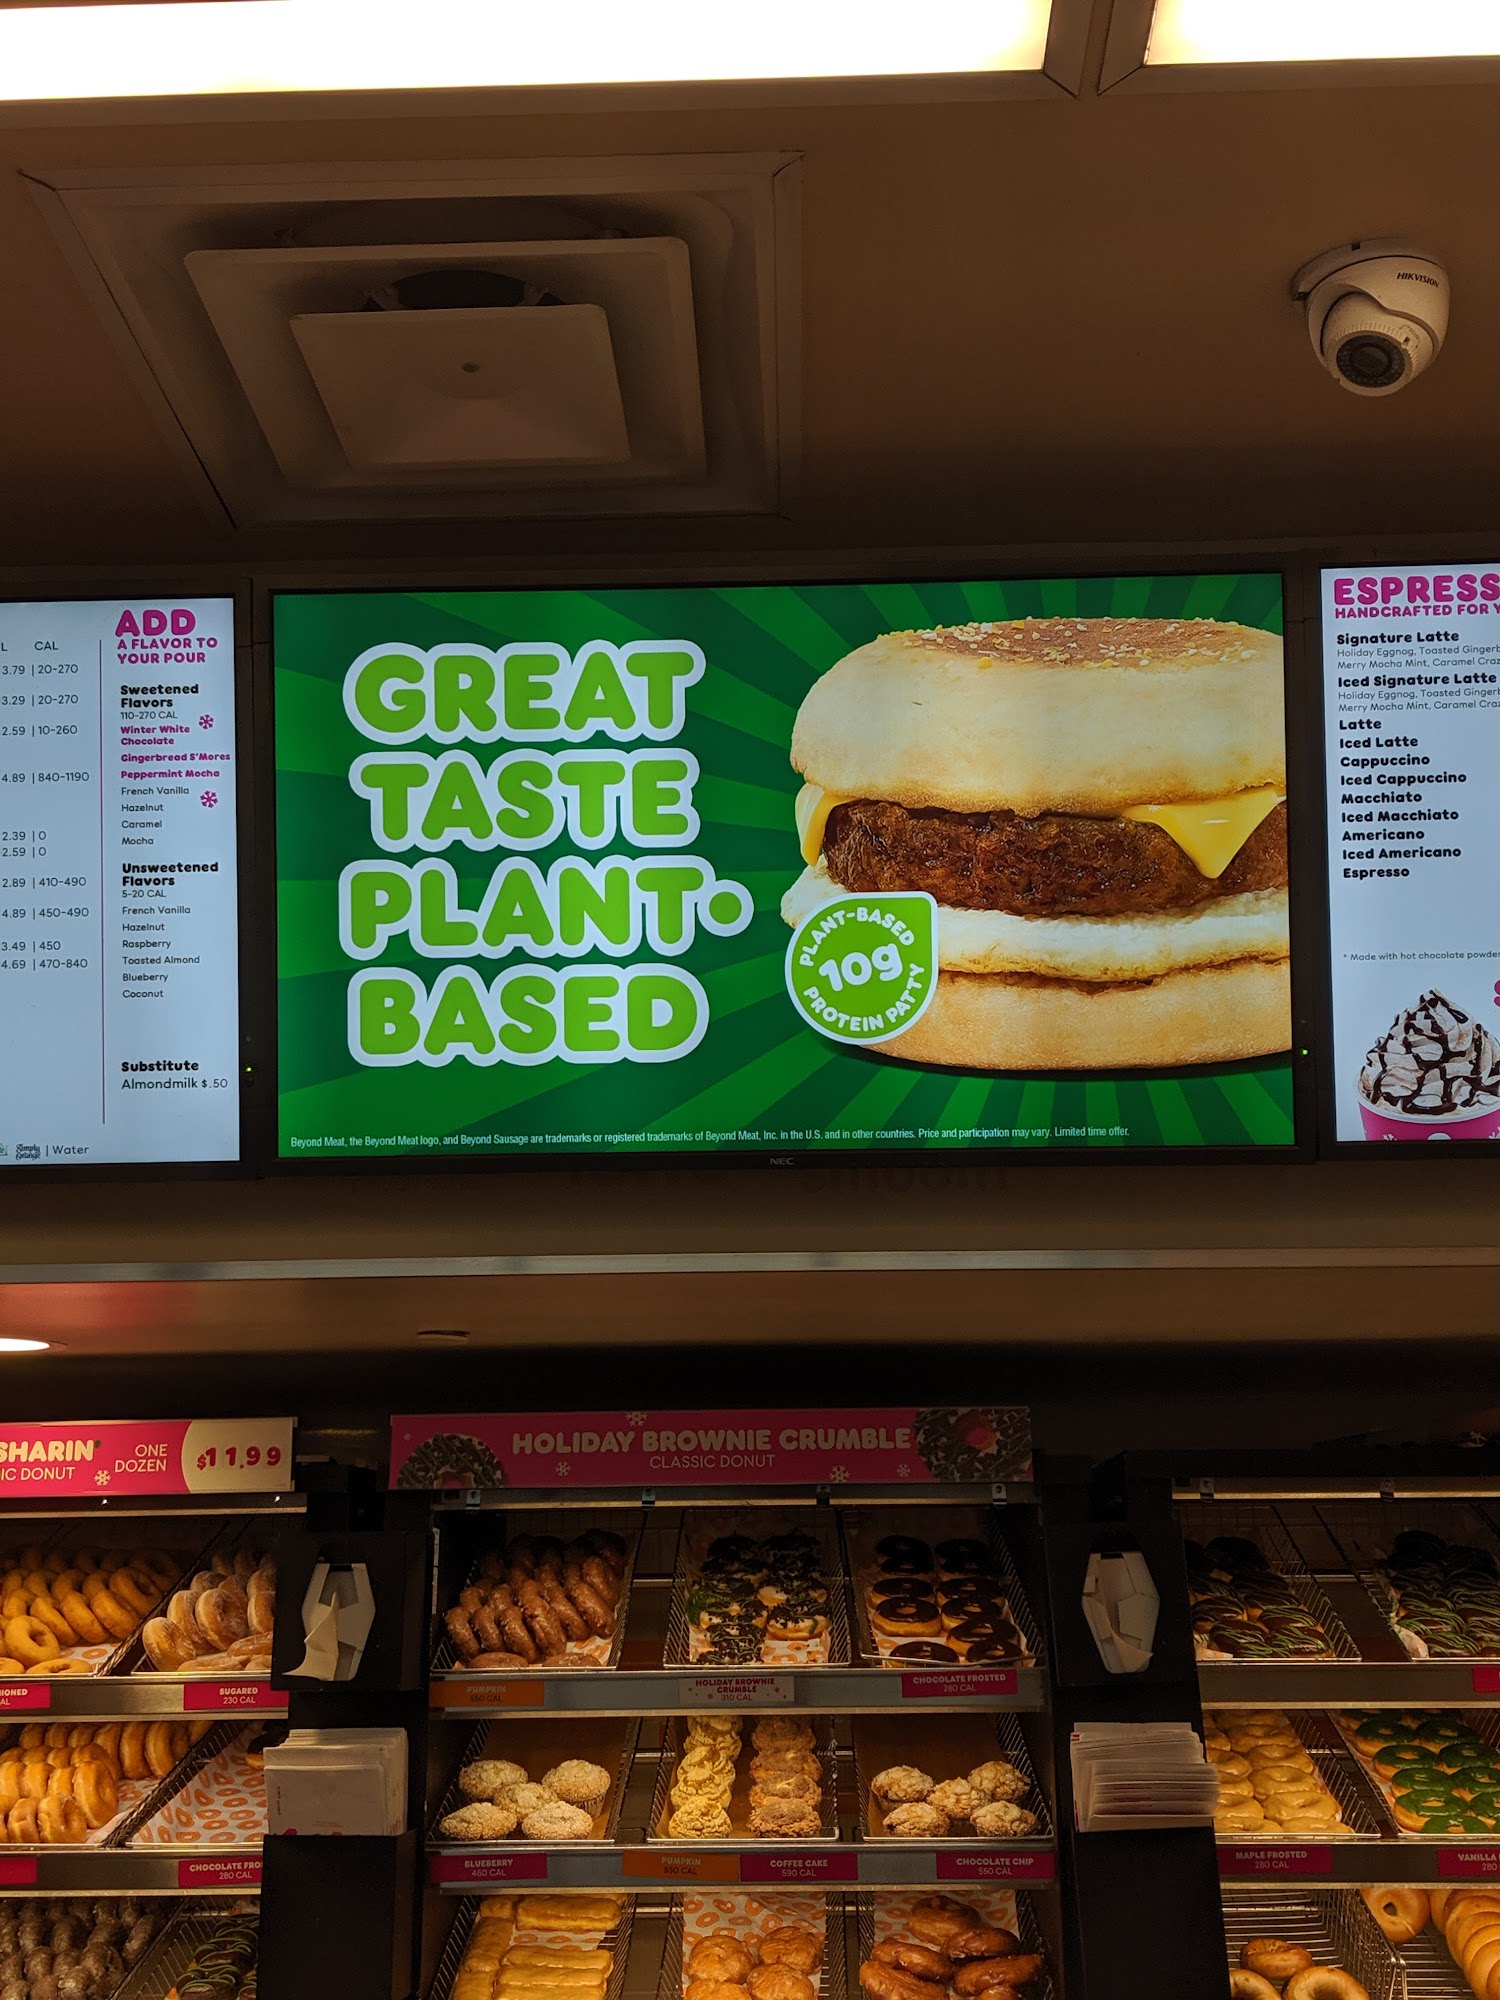 HIKVISION
L CAL
3.79 | 20-270
3.29 | 20-270
2.59 | 10-260
4.89 | 840-1190
2.39 | 0
2.59 | 0
2.89 | 410-490
4.89 | 450-490
3.49 | 450
4.69 | 470-840
Simply
Orange | Water
ADD
A FLAVOR TO
YOUR POUR
Sweetened
Flavors
110-270 CAL
Winter White
Chocolate
Gingerbread S'Mores
Peppermint Mocha
French Vanilla
Hazelnut
Caramel
Mocha
Unsweetened
Flavors
5-20 CAL
French Vanilla
Hazelnut
Raspberry
Toasted Almond
Blueberry
Coconut
Substitute
Almondmilk $.50
GREAT
TASTE
PLANT-
BASED
PLANT-BASED
10g
PROTEIN PATTY
Beyond Meat, the Beyond Meat logo, and Beyond Sausage are trademarks or registered trademarks of Beyond Meat, Inc. in the U.S. and in other countries. Price and participation may vary. Limited time offer.
NEC
ESPRESS
HANDCRAFTED FOR Y
Signature Latte
Holiday Eggnog, Toasted Gingerb
Merry Mocha Mint, Caramel Craz
Iced Signature Latte
Holiday Eggnog, Toasted Gingerb
Merry Mocha Mint, Caramel Craz
Latte
Iced Latte
Cappuccino
Iced Cappuccino
Macchiato
Iced Macchiato
Americano
Iced Americano
Espresso
* Made with hot chocolate powder
SHARIN'
IC DONUT
ONE
DOZEN
$11.99
HOLIDAY BROWNIE CRUMBLE
CLASSIC DONUT
IONED
AL
SUGARED
230 CAL
PUMPKIN
HOLIDAY BROWNIE
CRUMBLE
310 CAL
CHOCOLATE FROSTED
280 CAL
CHOCOLATE FRO
280 CAL
BLUEBERRY
460 CAL
PUMPKIN
550 CAL
COFFEE CAKE
590 CAL
CHOCOLATE CHIP
550 CAL
MAPLE FROSTED
280 CAL
VANILLA
280 CAL